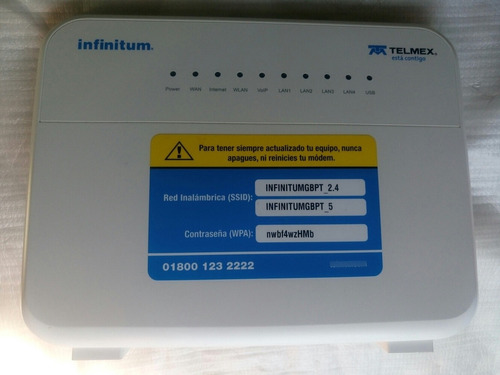 infinitum.
TELMEX®
está contigo
Power WAN Internet WLAN VoIP LAN1 LAN2 LAN3 LAN4 USB
Para tener siempre actualizado tu equipo, nunca
apagues, ni reinicies tu módem.
Red Inalámbrica (SSID):
INFINITUMGBPT_2.4
INFINITUMGBPT_5
Contraseña (WPA): nwbf4wzHMb
01800 123 2222